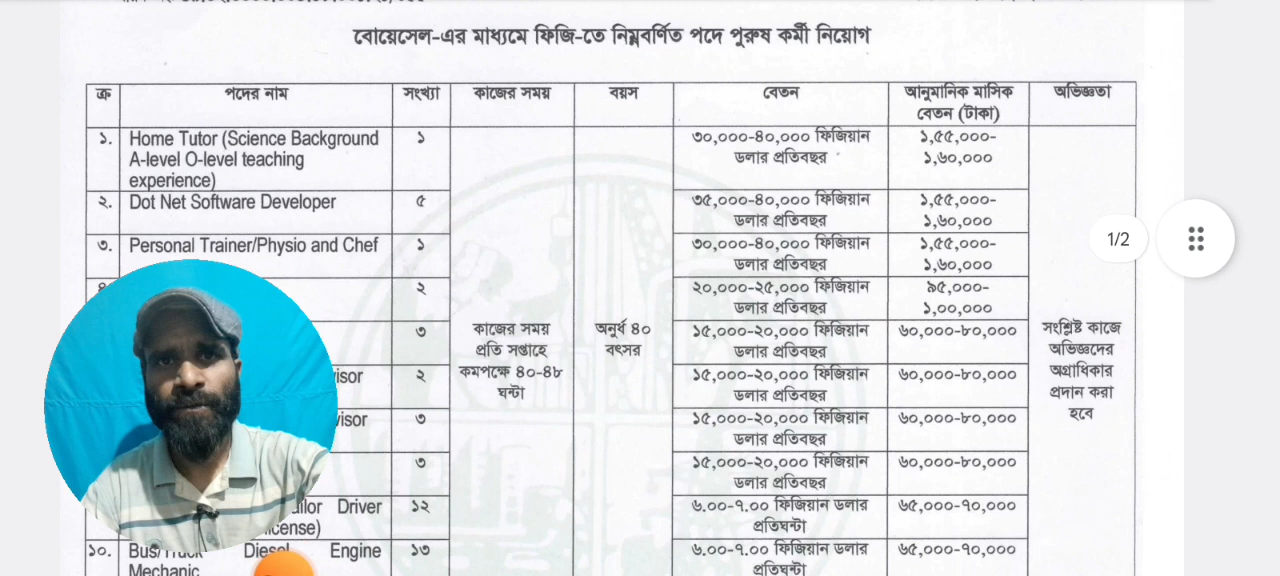 বোয়েসেল-এর মাধ্যমে ফিজি-তে নিম্নবর্ণিত পদে পুরুষ কর্মী নিয়োগ
ক্র পদের নাম সংখ্যা কাজের সময় বয়স বেতন আনুমানিক মাসিক বেতন (টাকা) অভিজ্ঞতা
১. Home Tutor (Science Background ১ ৩০,০০০-৪০,০০০ ফিজিয়ান ১,৫৫,০০০-
A-level O-level teaching ডলার প্রতিবছর ১,৬০,০০০
experience)
২. Dot Net Software Developer ৫ ৩৫,০০০-৪০,০০০ ফিজিয়ান ১,৫৫,০০০-
ডলার প্রতিবছর ১,৬০,০০০
৩. Personal Trainer/Physio and Chef ১ ৩০,০০০-৪০,০০০ ফিজিয়ান ১,৫৫,০০০-
ডলার প্রতিবছর ১,৬০,০০০
২ ২০,০০০-২৫,০০০ ফিজিয়ান ৯৫,০০০-
ডলার প্রতিবছর ১,০০,০০০
৩ কাজের সময় অনুর্ধ ৪০ ১৫,০০০-২০,০০০ ফিজিয়ান ৬০,০০০-৮০,০০০ সংশ্লিষ্ট কাজে
প্রতি সপ্তাহে বৎসর ডলার প্রতিবছর অভিজ্ঞদের
visor ২ কমপক্ষে ৪০-৪৮ ১৫,০০০-২০,০০০ ফিজিয়ান ৬০,০০০-৮০,০০০ অগ্রাধিকার
ঘন্টা ডলার প্রতিবছর প্রদান করা
visor ৩ ১৫,০০০-২০,০০০ ফিজিয়ান ৬০,০০০-৮০,০০০ হবে
ডলার প্রতিবছর
৩ ১৫,০০০-২০,০০০ ফিজিয়ান ৬০,০০০-৮০,০০০
ডলার প্রতিবছর
ailor Driver ১২ ৬.০০-৭.০০ ফিজিয়ান ডলার ৬৫,০০০-৭০,০০০
icense) প্রতিঘন্টা
১০. Bus/Truck Diesel Engine ১৩ ৬.০০-৭.০০ ফিজিয়ান ডলার ৬৫,০০০-৭০,০০০
Mechanic প্রতিঘন্টা
1/2